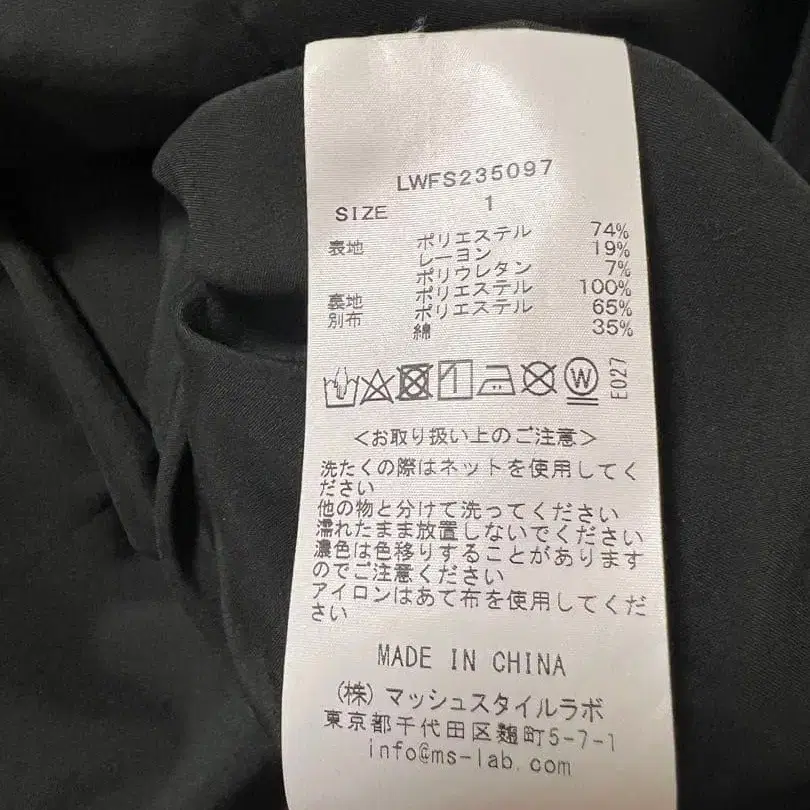 LWFS235097
SIZE 1
表地 ポリエステル 74%
レーヨン 19%
ポリウレタン 7%
裏地 ポリエステル 100%
別布 ポリエステル 65%
綿 35%
W E027
<お取り扱い上のご注意>
洗たくの際はネットを使用してく
ださい
他の物と分けて洗ってください
濡れたまま放置しないでください
濃色は色移りすることがあります
のでご注意ください
アイロンはあて布を使用してくだ
さい
MADE IN CHINA
(株)マッシュスタイルラボ
東京都千代田区麹町5-7-1
info@ms-lab.com